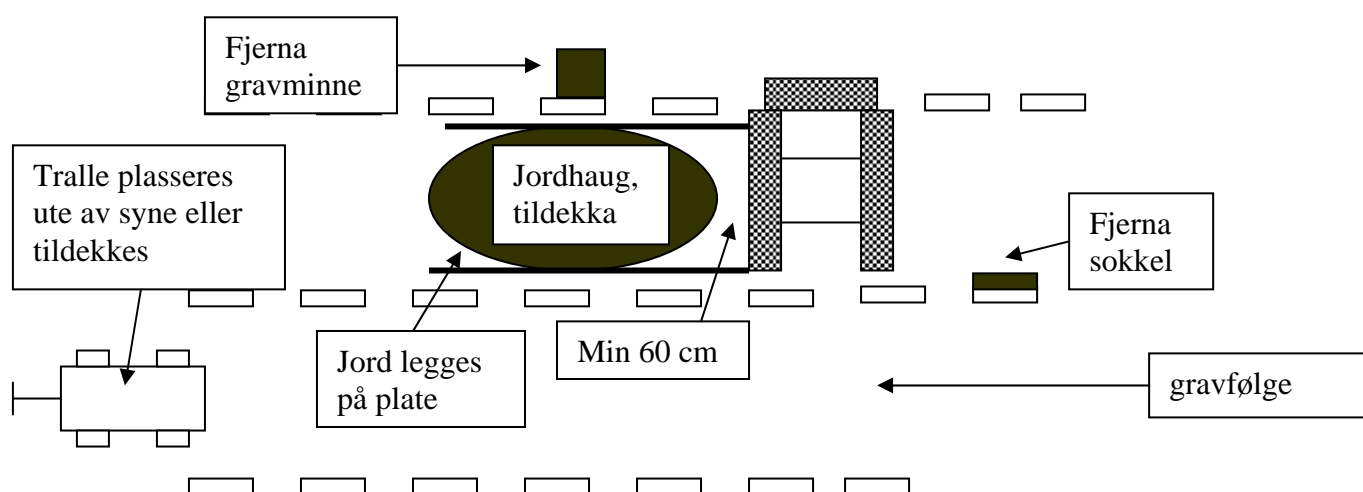 Fjerna
gravminne
Tralle plasseres
ute av syne eller
tildekkes
Jordhaug,
tildekka
Fjerna
sokkel
Jord legges
på plate
Min 60 cm
gravfølge